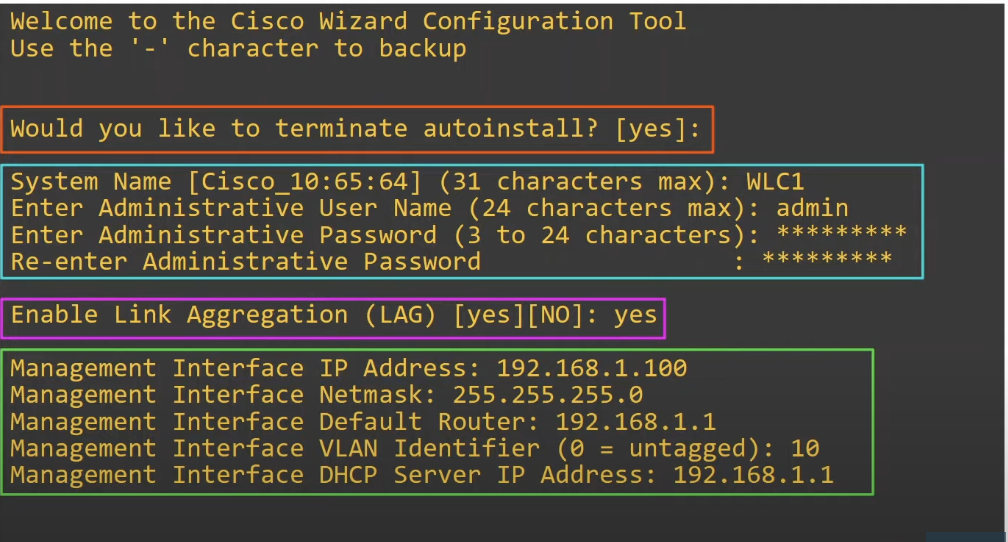 Welcome to the Cisco Wizard Configuration Tool
Use the '-' character to backup
Would you like to terminate autoinstall? [yes]:
System Name [Cisco_10:65:64] (31 characters max): WLC1
Enter Administrative User Name (24 characters max): admin
Enter Administrative Password (3 to 24 characters): *********
Re-enter Administrative Password : *********
Enable Link Aggregation (LAG) [yes][NO]: yes
Management Interface IP Address: 192.168.1.100
Management Interface Netmask: 255.255.255.0
Management Interface Default Router: 192.168.1.1
Management Interface VLAN Identifier (0 = untagged): 10
Management Interface DHCP Server IP Address: 192.168.1.1